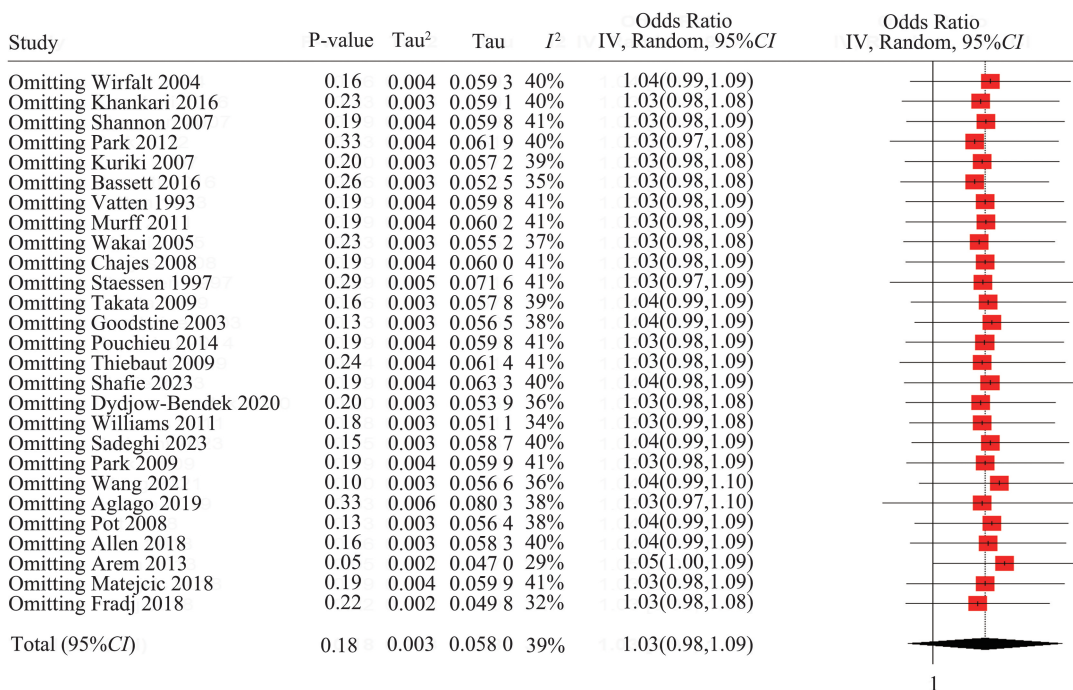 Odds Ratio Odds Ratio
Study P-value Tau² Tau I² IV, Random, 95%CI IV, Random, 95%CI
Omitting Wirfalt 2004 0.16 0.004 0.059 3 40% 1.04(0.99,1.09)
Omitting Khankari 2016 0.23 0.003 0.059 1 40% 1.03(0.98,1.08)
Omitting Shannon 2007 0.19 0.004 0.059 8 41% 1.03(0.98,1.09)
Omitting Park 2012 0.33 0.004 0.061 9 40% 1.03(0.97,1.08)
Omitting Kuriki 2007 0.20 0.003 0.057 2 39% 1.03(0.98,1.08)
Omitting Bassett 2016 0.26 0.003 0.052 5 35% 1.03(0.98,1.08)
Omitting Vatten 1993 0.19 0.004 0.059 8 41% 1.03(0.98,1.09)
Omitting Murff 2011 0.19 0.004 0.060 2 41% 1.03(0.98,1.09)
Omitting Wakai 2005 0.23 0.003 0.055 2 37% 1.03(0.98,1.08)
Omitting Chajes 2008 0.19 0.004 0.060 0 41% 1.03(0.98,1.09)
Omitting Staessen 1997 0.29 0.005 0.071 6 41% 1.03(0.97,1.09)
Omitting Takata 2009 0.16 0.003 0.057 8 39% 1.04(0.99,1.09)
Omitting Goodstine 2003 0.13 0.003 0.056 5 38% 1.04(0.99,1.09)
Omitting Pouchieu 2014 0.19 0.004 0.059 8 41% 1.03(0.98,1.09)
Omitting Thiebaut 2009 0.24 0.004 0.061 4 41% 1.03(0.98,1.09)
Omitting Shafie 2023 0.19 0.004 0.063 3 40% 1.04(0.98,1.09)
Omitting Dydjow-Bendek 2020 0.20 0.003 0.053 9 36% 1.03(0.98,1.08)
Omitting Williams 2011 0.18 0.003 0.051 1 34% 1.03(0.99,1.08)
Omitting Sadeghi 2023 0.15 0.003 0.058 7 40% 1.04(0.99,1.09)
Omitting Park 2009 0.19 0.004 0.059 9 41% 1.03(0.98,1.09)
Omitting Wang 2021 0.10 0.003 0.056 6 36% 1.04(0.99,1.10)
Omitting Aglago 2019 0.33 0.006 0.080 3 38% 1.03(0.97,1.10)
Omitting Pot 2008 0.13 0.003 0.056 4 38% 1.04(0.99,1.09)
Omitting Allen 2018 0.16 0.003 0.058 3 40% 1.04(0.99,1.09)
Omitting Arem 2013 0.05 0.002 0.047 0 29% 1.05(1.00,1.09)
Omitting Matejcic 2018 0.19 0.004 0.059 9 41% 1.03(0.98,1.09)
Omitting Fradj 2018 0.22 0.002 0.049 8 32% 1.03(0.98,1.08)
Total (95%CI) 0.18 0.003 0.058 0 39% 1.03(0.98,1.09)
1